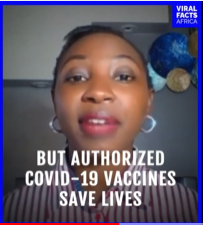 VIRAL
FACTS
AFRICA
BUT AUTHORIZED
COVID-19 VACCINES
SAVE LIVES